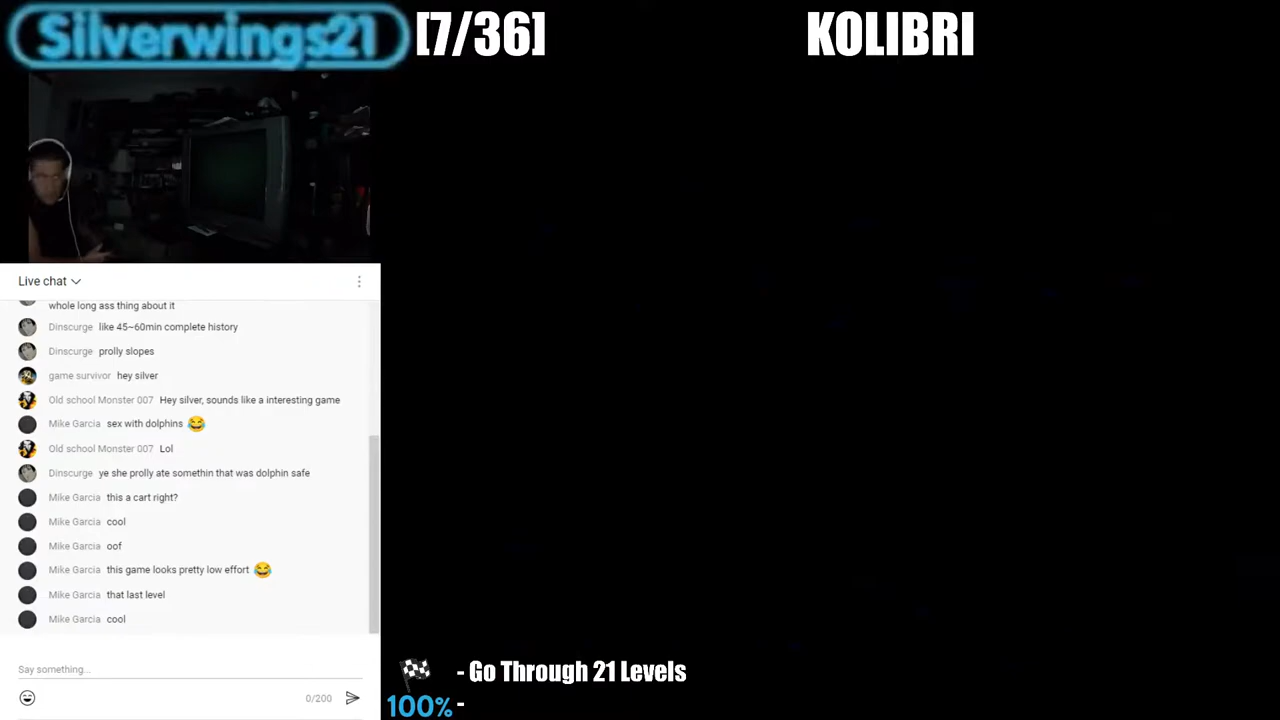 Silverwings21
[7/36]
KOLIBRI
Live chat
whole long ass thing about it
Dinscurge like 45~60min complete history
Dinscurge prolly slopes
game survivor hey silver
Old school Monster 007 Hey silver, sounds like a interesting game
Mike Garcia sex with dolphins 😂
Old school Monster 007 Lol
Dinscurge ye she prolly ate somethin that was dolphin safe
Mike Garcia this a cart right?
Mike Garcia cool
Mike Garcia oof
Mike Garcia this game looks pretty low effort 😂
Mike Garcia that last level
Mike Garcia cool
Say something...
0/200
- Go Through 21 Levels
100% -